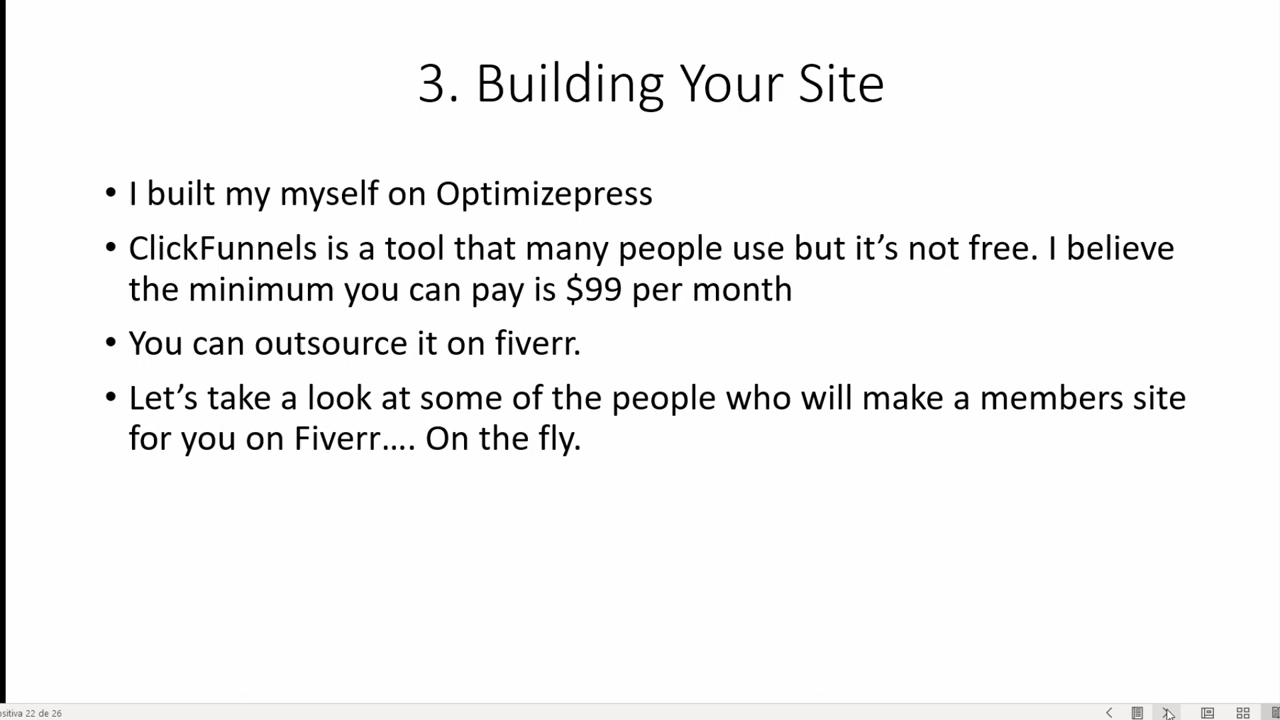 3. Building Your Site
• I built my myself on Optimizepress
• ClickFunnels is a tool that many people use but it’s not free. I believe
the minimum you can pay is $99 per month
• You can outsource it on fiverr.
• Let’s take a look at some of the people who will make a members site
for you on Fiverr…. On the fly.
ositiva 22 de 26